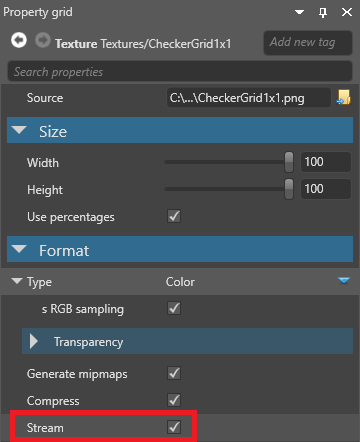 Property grid
Texture Textures/CheckerGrid1x1 Add new tag
Search properties
Source C:\...\CheckerGrid1x1.png
Size
Width 100
Height 100
Use percentages
Format
Type Color
s RGB sampling
Transparency
Generate mipmaps
Compress
Stream